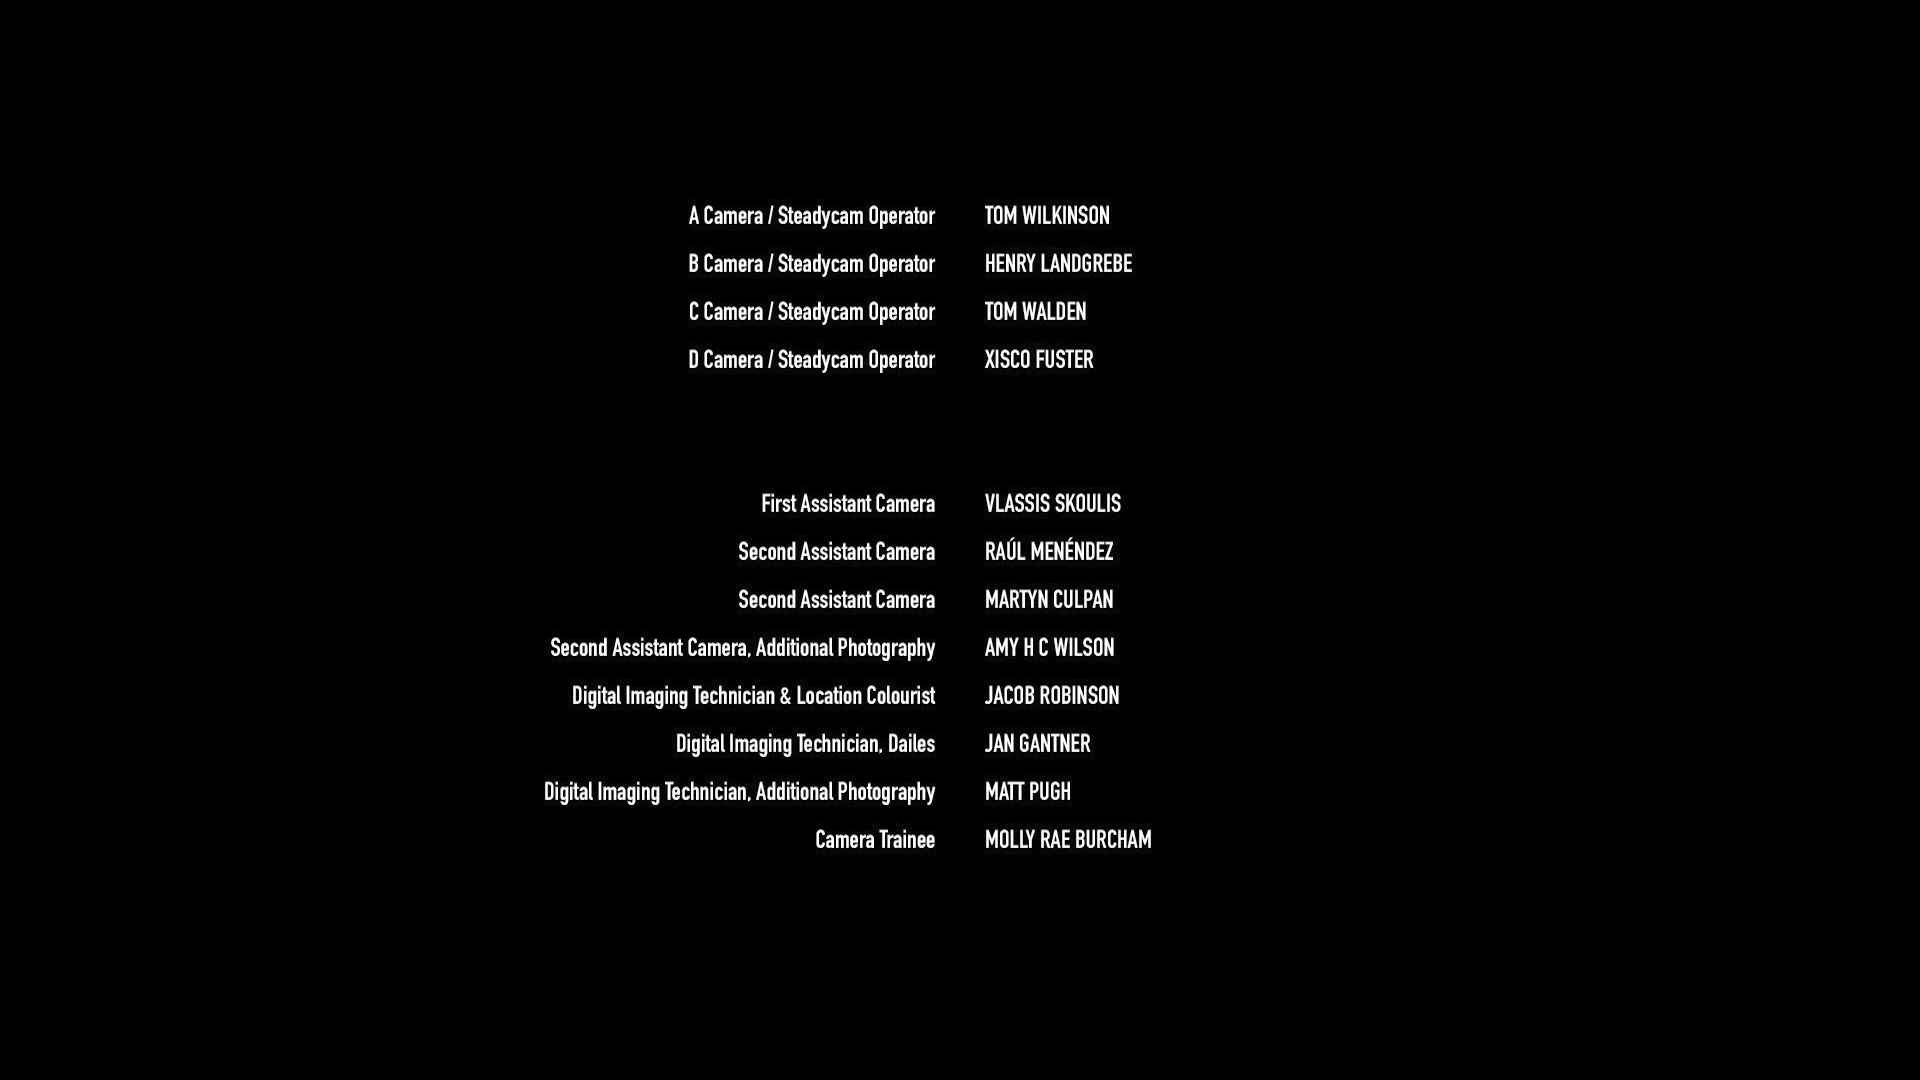 A Camera / Steadycam Operator TOM WILKINSON
B Camera / Steadycam Operator HENRY LANDGREBE
C Camera / Steadycam Operator TOM WALDEN
D Camera / Steadycam Operator XISCO FUSTER
First Assistant Camera VLASSIS SKOULIS
Second Assistant Camera RAÚL MENÉNDEZ
Second Assistant Camera MARTYN CULPAN
Second Assistant Camera, Additional Photography AMY H C WILSON
Digital Imaging Technician & Location Colourist JACOB ROBINSON
Digital Imaging Technician, Dailes JAN GANTNER
Digital Imaging Technician, Additional Photography MATT PUGH
Camera Trainee MOLLY RAE BURCHAM